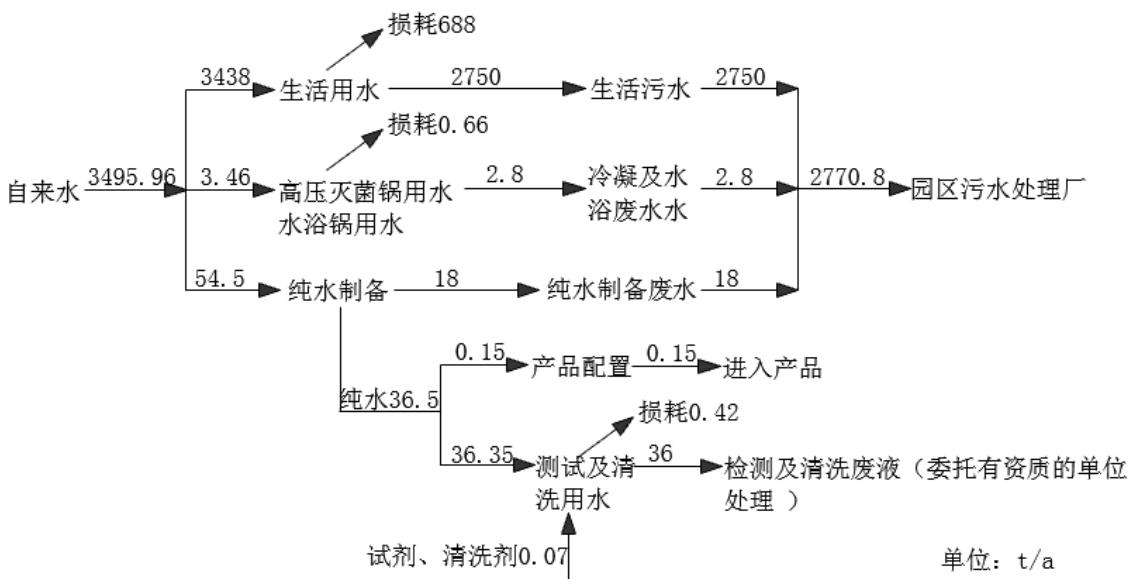 损耗688
3438
生活用水
2750
生活污水
2750
损耗0.66
自来水
3495.96
3.46
高压灭菌锅用水
水浴锅用水
2.8
冷凝及水
浴废水水
2.8
2770.8
园区污水处理厂
54.5
纯水制备
18
纯水制备废水
18
0.15
产品配置
0.15
进入产品
纯水36.5
损耗0.42
36.35
测试及清
洗用水
36
检测及清洗废液（委托有资质的单位
处理 ）
试剂、清洗剂0.07
单位：t/a